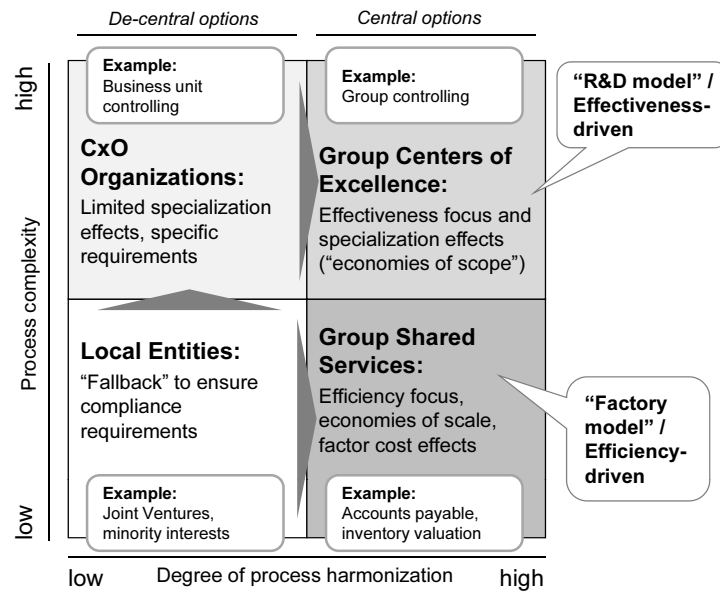 De-central options
Central options
Example:
Business unit
controlling
Example:
Group controlling
“R&D model” /
Effectiveness-
driven
high
CxO
Organizations:
Limited specialization
effects, specific
requirements
Group Centers of
Excellence:
Effectiveness focus and
specialization effects
(“economies of scope”)
Process complexity
Local Entities:
“Fallback” to ensure
compliance
requirements
Group Shared
Services:
Efficiency focus,
economies of scale,
factor cost effects
“Factory
model” /
Efficiency-
driven
Example:
Joint Ventures,
minority interests
Example:
Accounts payable,
inventory valuation
low
low
Degree of process harmonization
high